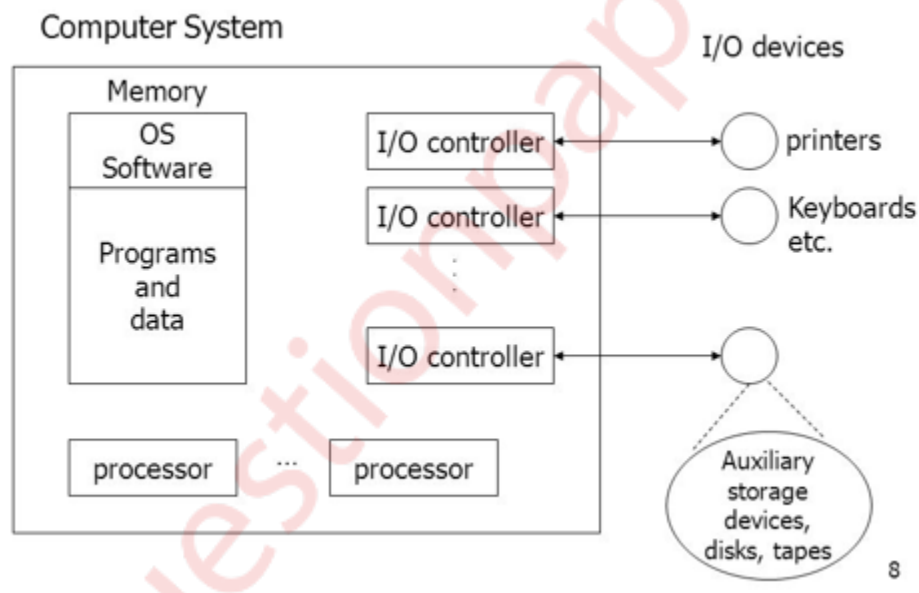 Computer System
I/O devices
Memory
OS
Software
Programs
and
data
I/O controller
I/O controller
I/O controller
printers
Keyboards
etc.
processor
...
processor
Auxiliary
storage
devices,
disks, tapes
8
estionpap